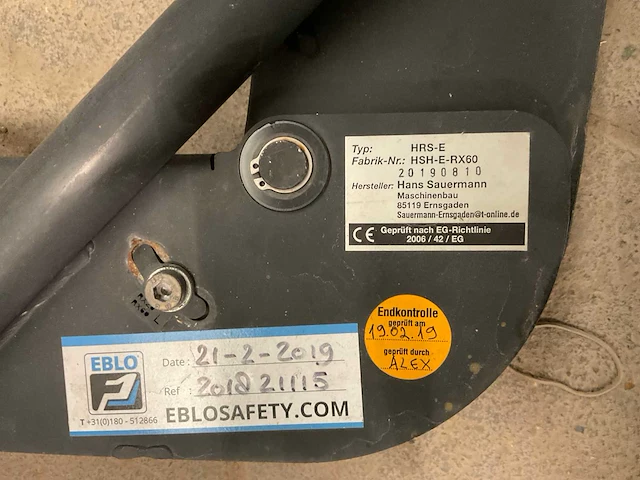 Typ: HRS-E
Fabrik-Nr.: HSH-E-RX60
20190810
Hersteller: Hans Sauermann
Maschinenbau
85119 Ernsgaden
Sauermann-Ernsgaden@t-online.de
CE Geprüft nach EG-Richtlinie
2006 / 42 / EG
Endkontrolle
geprüft am
19.02.19
geprüft durch
ALEX
EBLO
Date: 21-2-2019
Ref: 201821115
T +31(0)180 - 512866
EBLOSAFETY.COM